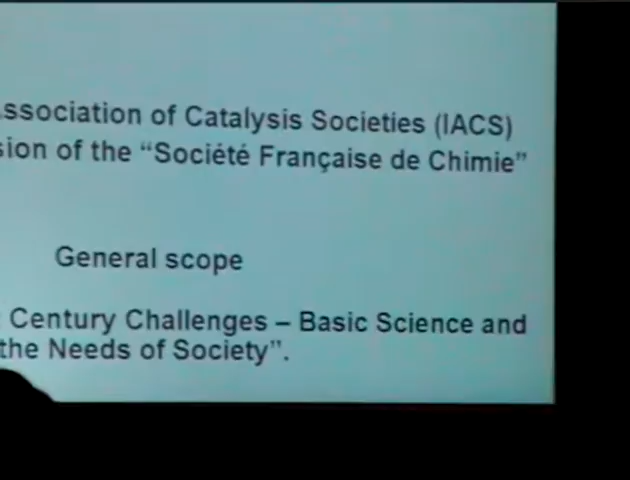 ssociation of Catalysis Societies (IACS)
sion of the “Société Française de Chimie”
General scope
Century Challenges – Basic Science and
the Needs of Society”.